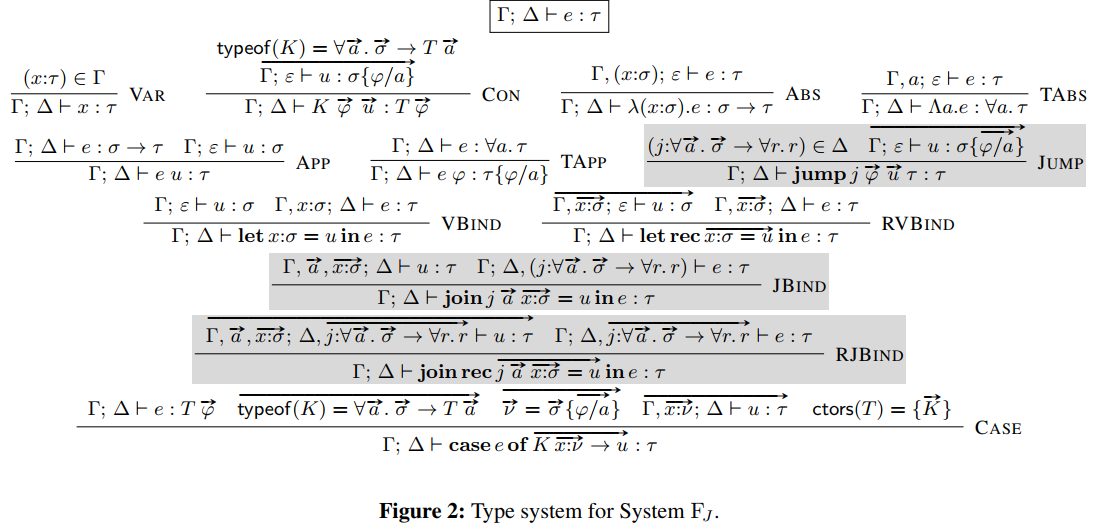 Γ; Δ ⊢ e : τ
typeof(K) = ∀a⃗. σ⃗ → T a⃗
(x:τ) ∈ Γ
Γ; Δ ⊢ x : τ
VAR
Γ; ε ⊢ u : σ{φ/a}
Γ; Δ ⊢ K φ⃗ u⃗ : T φ⃗
CON
Γ, (x:σ); ε ⊢ e : τ
Γ; Δ ⊢ λ(x:σ).e : σ → τ
ABS
Γ, a; ε ⊢ e : τ
Γ; Δ ⊢ Λa.e : ∀a. τ
TABS
Γ; Δ ⊢ e : σ → τ Γ; ε ⊢ u : σ
Γ; Δ ⊢ e u : τ
APP
Γ; Δ ⊢ e : ∀a. τ
Γ; Δ ⊢ e φ : τ{φ/a}
TAPP
(j:∀a⃗. σ⃗ → ∀r. r) ∈ Δ Γ; ε ⊢ u : σ{φ/a}
Γ; Δ ⊢ jump j φ⃗ u⃗ τ : τ
JUMP
Γ; ε ⊢ u : σ Γ, x:σ; Δ ⊢ e : τ
Γ; Δ ⊢ let x:σ = u in e : τ
VBIND
Γ, x:σ; ε ⊢ u : σ Γ, x:σ; Δ ⊢ e : τ
Γ; Δ ⊢ let rec x:σ = u in e : τ
RVBIND
Γ, a⃗, x:σ; Δ ⊢ u : τ Γ; Δ, (j:∀a⃗. σ⃗ → ∀r. r) ⊢ e : τ
Γ; Δ ⊢ join j a⃗ x:σ = u in e : τ
JBIND
Γ, a⃗, x:σ; Δ, j:∀a⃗. σ⃗ → ∀r. r ⊢ u : τ Γ; Δ, j:∀a⃗. σ⃗ → ∀r. r ⊢ e : τ
Γ; Δ ⊢ join rec j a⃗ x:σ = u in e : τ
RJBIND
Γ; Δ ⊢ e : T φ⃗ typeof(K) = ∀a⃗. σ⃗ → T a⃗ ν⃗ = σ⃗{φ/a} Γ, x:ν; Δ ⊢ u : τ ctors(T) = {K⃗}
Γ; Δ ⊢ case e of K x:ν → u : τ
CASE
Figure 2: Type system for System F_J.